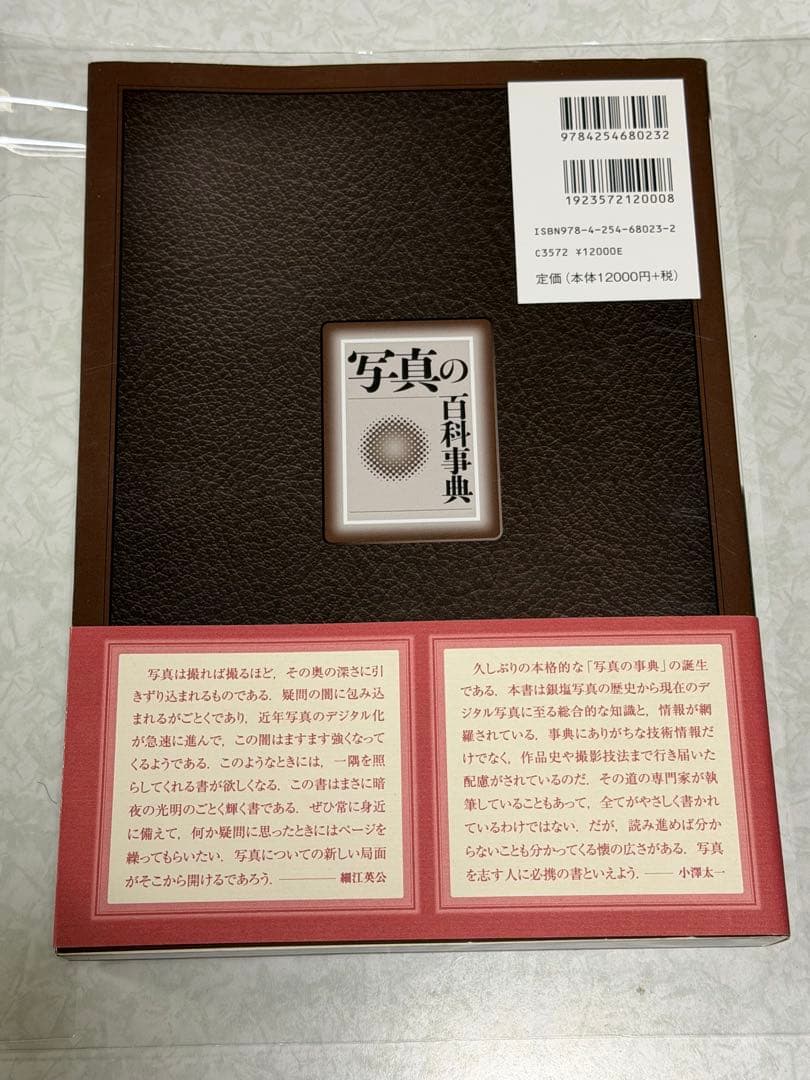 9784254680232
1923572120008
ISBN978-4-254-68023-2
C3572 ¥12000E
定価（本体12000円+税）
写真の
百科事典
写真は撮れば撮るほど，その奥の深さに引
きずり込まれるものである．疑問の闇に包み込
まれるがごとくであり，近年写真のデジタル化
が急速に進んで，この闇はますます強くなって
くるようである．このようなときには，一隅を照
らしてくれる書が欲しくなる．この書はまさに暗
夜の光明のごとく輝く書である．ぜひ常に身近
に備えて，何か疑問に思ったときにはページを
繰ってもらいたい．写真についての新しい局面
がそこから開けるであろう．――― 細江英公
久しぶりの本格的な「写真の事典」の誕生
である．本書は銀塩写真の歴史から現在のデ
ジタル写真に至る総合的な知識と，情報が網
羅されている．事典にありがちな技術情報だけ
でなく，作品史や撮影技法まで行き届いた
配慮がされているのだ．その道の専門家が執
筆していることもあって，全てがやさしく書かれ
ているわけではない．だが，読み進めば分か
らないことも分かってくる懐の広さがある．写真
を志す人に必携の書といえよう．――― 小澤太一